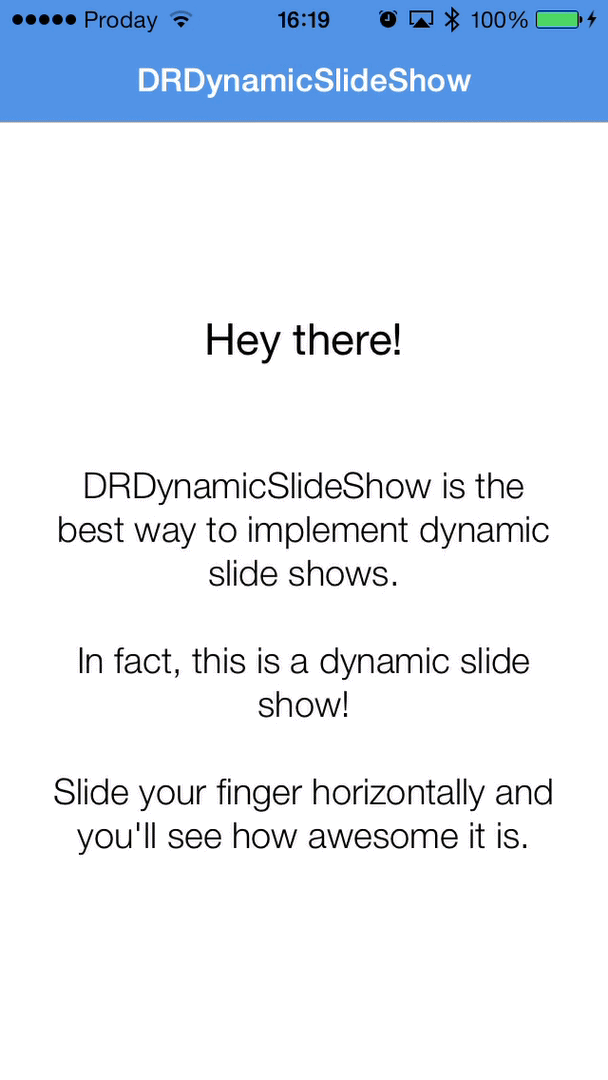 Proday 16:19 100%
DRDynamicSlideShow
Hey there!
DRDynamicSlideShow is the
best way to implement dynamic
slide shows.
In fact, this is a dynamic slide
show!
Slide your finger horizontally and
you'll see how awesome it is.